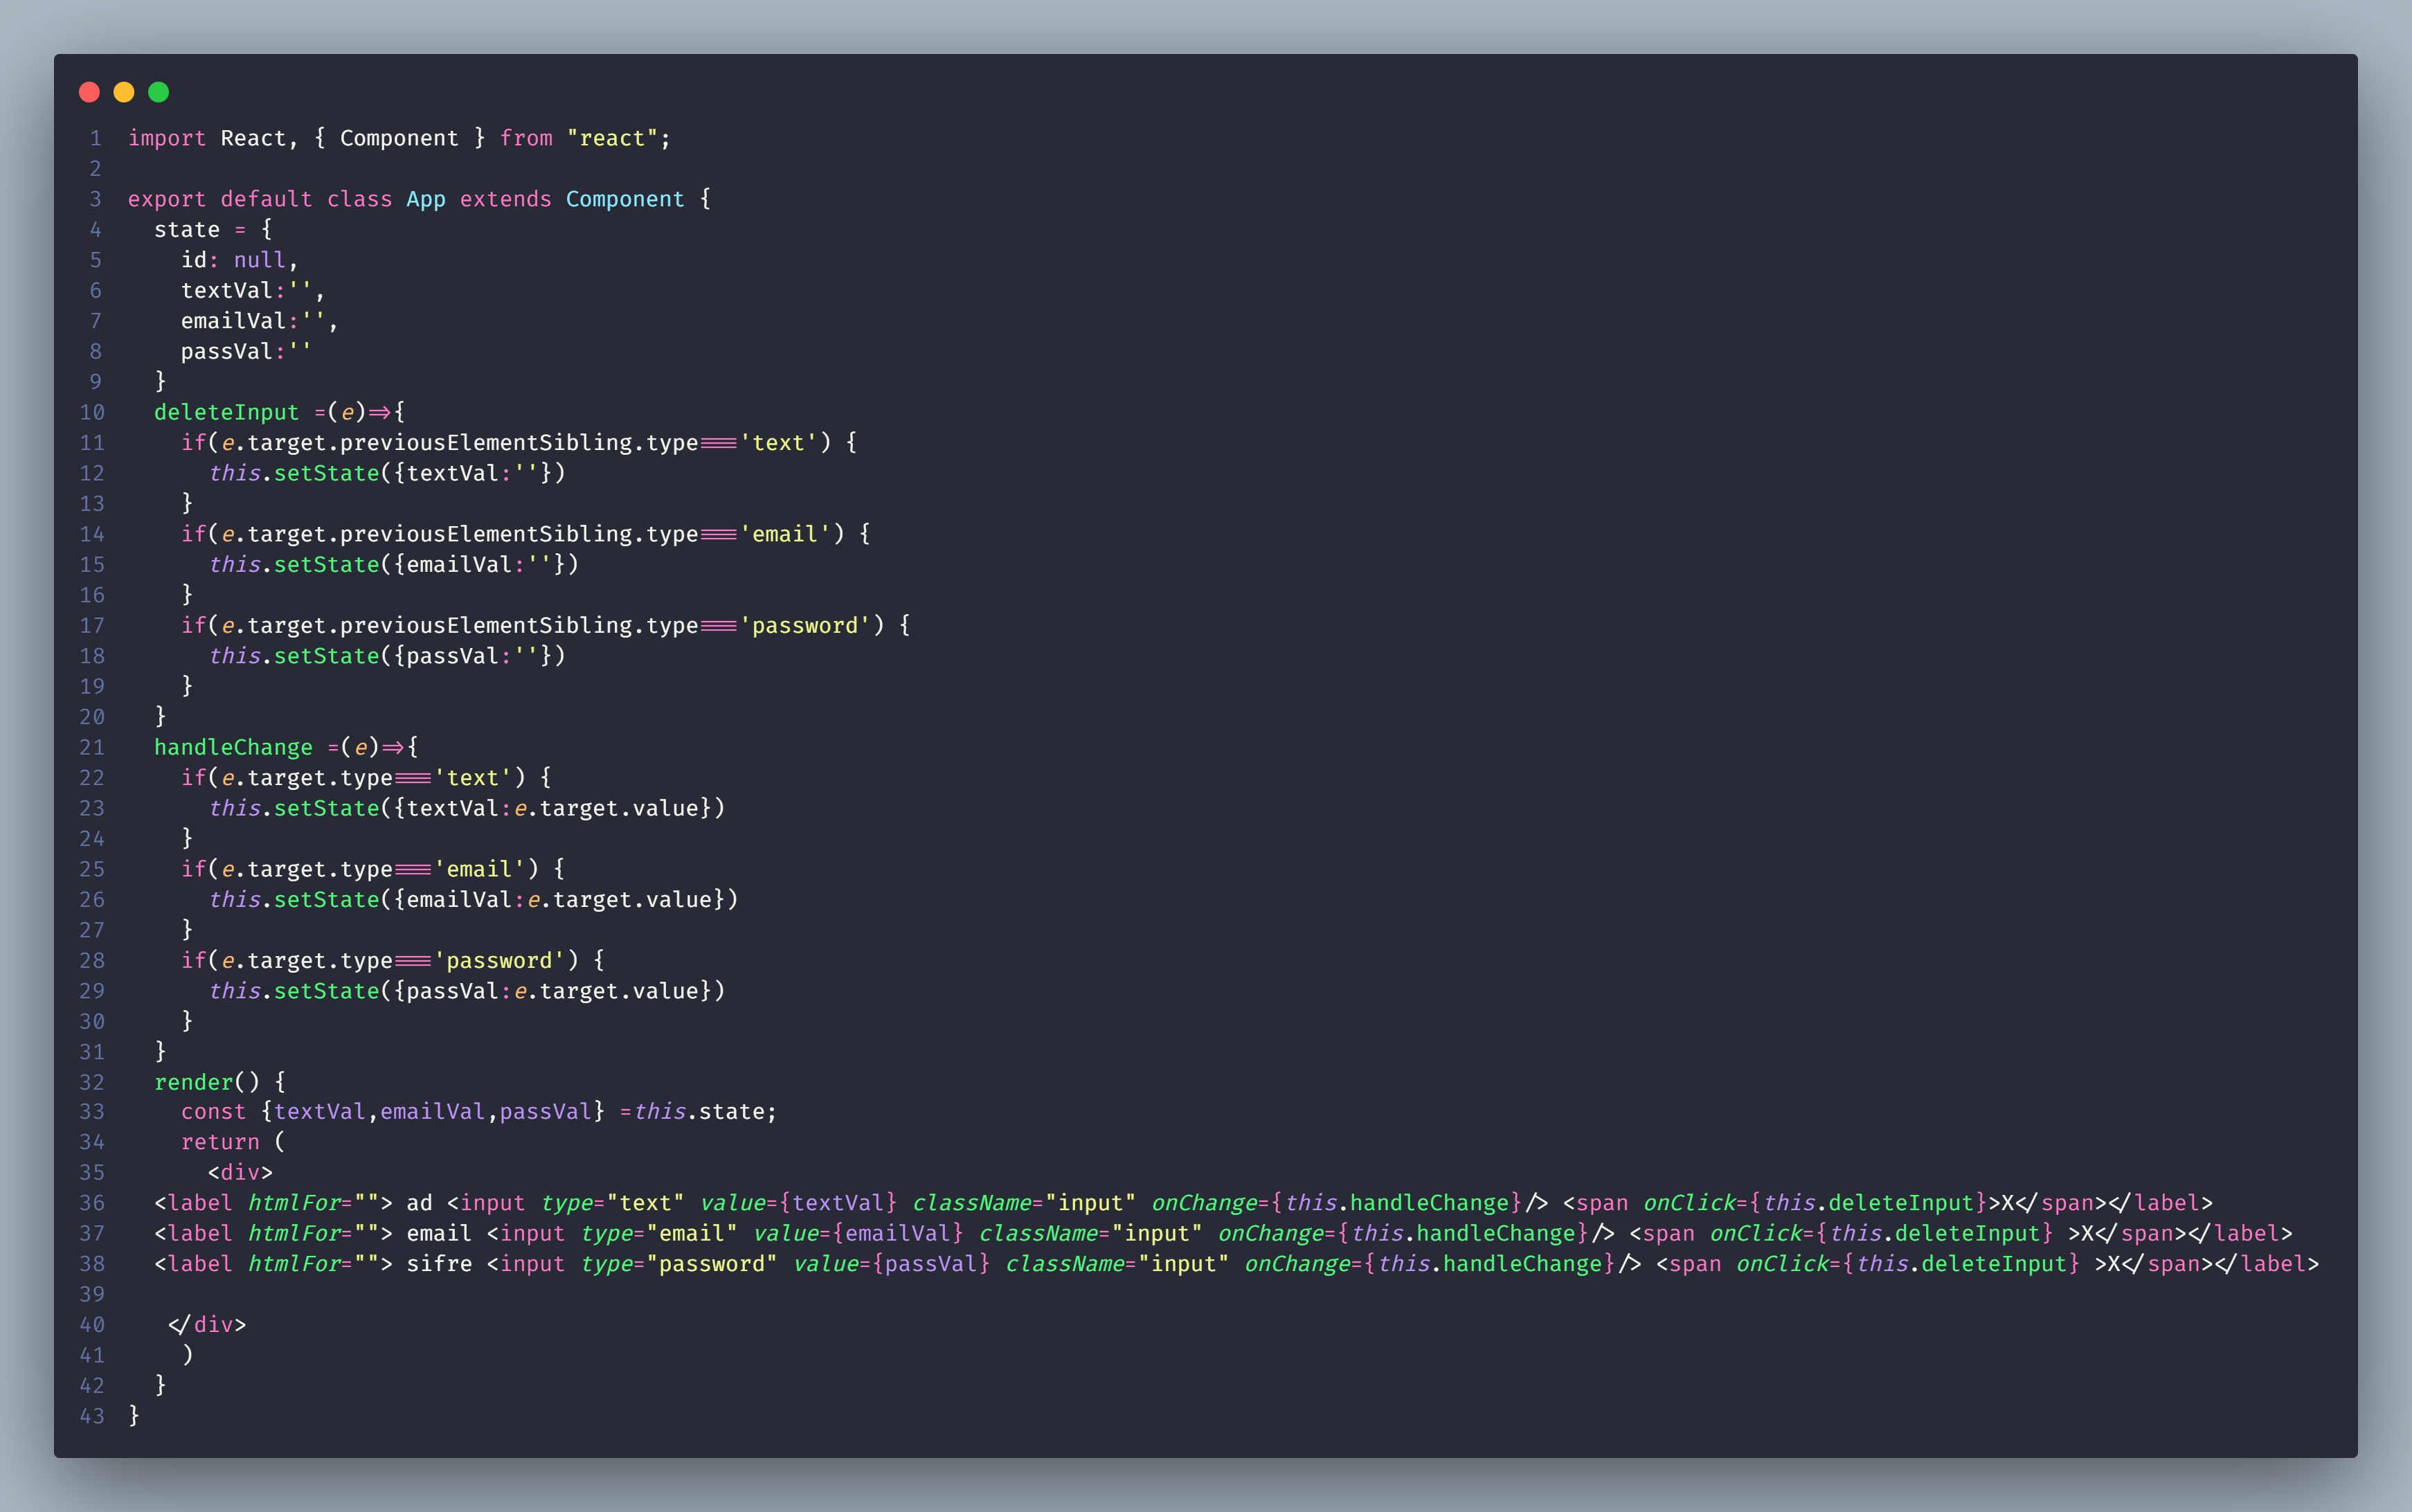 1 import React, { Component } from "react";
2
3 export default class App extends Component {
4   state = {
5     id: null,
6     textVal:'',
7     emailVal:'',
8     passVal:''
9   }
10   deleteInput =(e)=>{
11     if(e.target.previousElementSibling.type==='text') {
12       this.setState({textVal:''})
13     }
14     if(e.target.previousElementSibling.type==='email') {
15       this.setState({emailVal:''})
16     }
17     if(e.target.previousElementSibling.type==='password') {
18       this.setState({passVal:''})
19     }
20   }
21   handleChange =(e)=>{
22     if(e.target.type==='text') {
23       this.setState({textVal:e.target.value})
24     }
25     if(e.target.type==='email') {
26       this.setState({emailVal:e.target.value})
27     }
28     if(e.target.type==='password') {
29       this.setState({passVal:e.target.value})
30     }
31   }
32   render() {
33     const {textVal,emailVal,passVal} =this.state;
34     return (
35       <div>
36   <label htmlFor=""> ad <input type="text" value={textVal} className="input" onChange={this.handleChange}/> <span onClick={this.deleteInput}>X</span></label>
37   <label htmlFor=""> email <input type="email" value={emailVal} className="input" onChange={this.handleChange}/> <span onClick={this.deleteInput} >X</span></label>
38   <label htmlFor=""> sifre <input type="password" value={passVal} className="input" onChange={this.handleChange}/> <span onClick={this.deleteInput} >X</span></label>
39
40    </div>
41     )
42   }
43 }